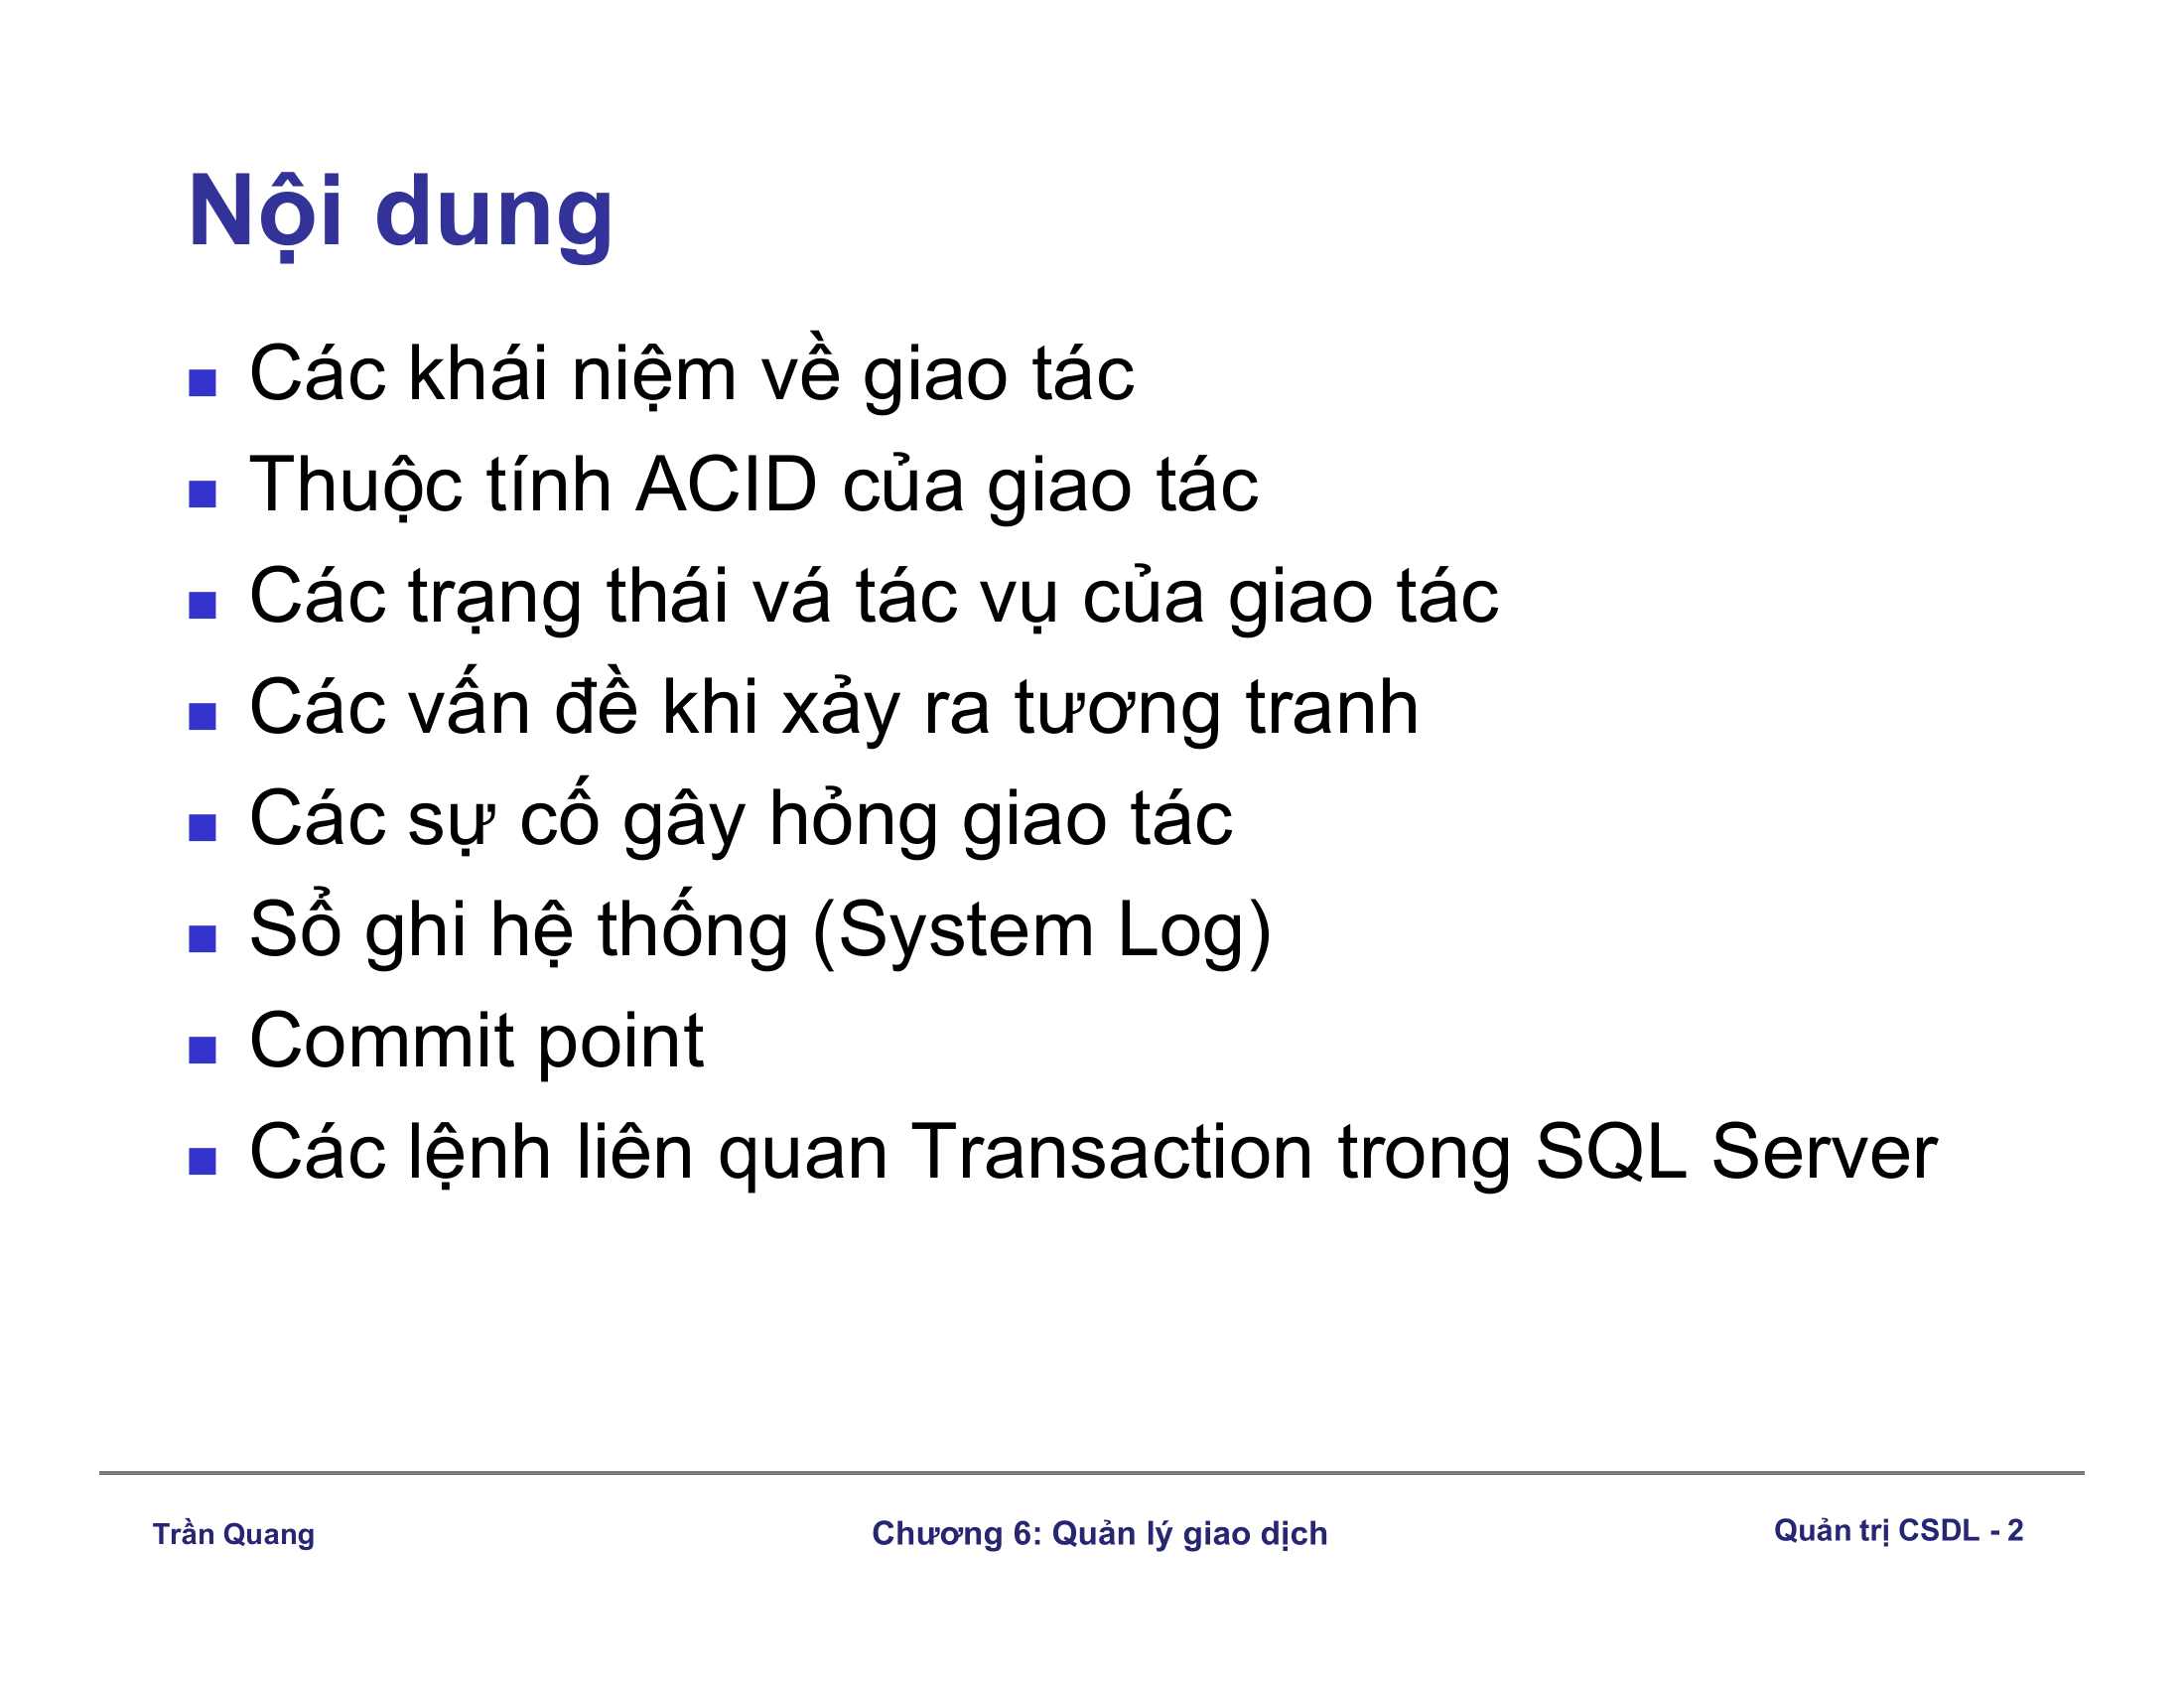 Nội dung
Các khái niệm về giao tác
Thuộc tính ACID của giao tác
Các trạng thái vá tác vụ của giao tác
Các vấn đề khi xảy ra tương tranh
Các sự cố gây hỏng giao tác
Sổ ghi hệ thống (System Log)
Commit point
Các lệnh liên quan Transaction trong SQL Server
Trần Quang
Chương 6: Quản lý giao dịch
Quản trị CSDL - 2